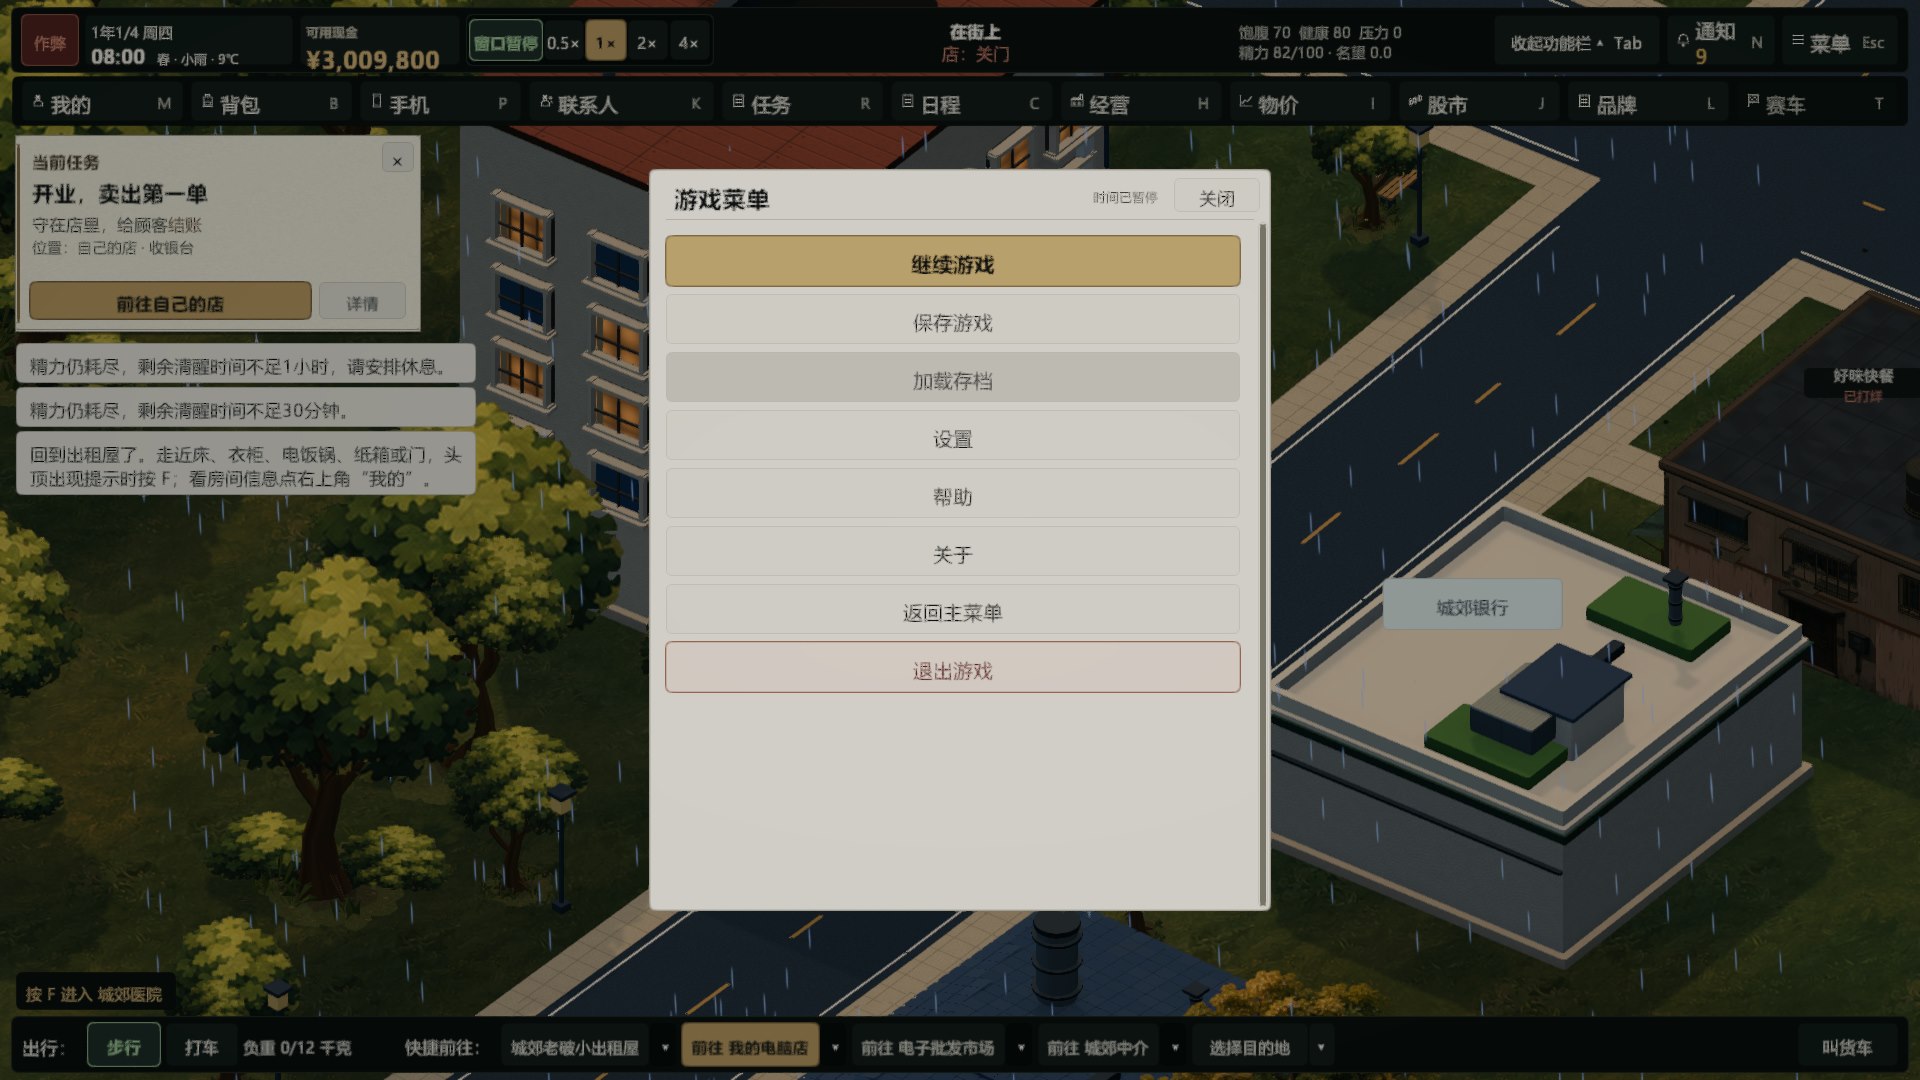 作弊
1年1/4 周四
08:00 春·小雨·9℃
可用现金
¥3,009,800
窗口暂停 0.5× 1× 2× 4×
在街上
店：关门
饱腹 70 健康 80 压力 0
精力 82/100·名望 0.0
收起功能栏 Tab
通知 9 N
菜单 Esc
我的 M
背包 B
手机 P
联系人 K
任务 R
日程 C
经营 H
物价 I
股市 J
品牌 L
赛车 T
当前任务
×
开业，卖出第一单
守在店里，给顾客结账
位置：自己的店·收银台
前往自己的店
详情
精力仍耗尽，剩余清醒时间不足1小时，请安排休息。
精力仍耗尽，剩余清醒时间不足30分钟。
回到出租屋了。走近床、衣柜、电饭锅、纸箱或门，头
顶出现提示时按 F；看房间信息点右上角“我的”。
游戏菜单
时间已暂停
关闭
继续游戏
保存游戏
加载存档
设置
帮助
关于
返回主菜单
退出游戏
好味快餐
已打烊
城郊银行
按 F 进入 城郊医院
出行：
步行
打车
负重 0/12 千克
快捷前往：
城郊老破小出租屋
前往 我的电脑店
前往 电子批发市场
前往 城郊中介
选择目的地
叫货车